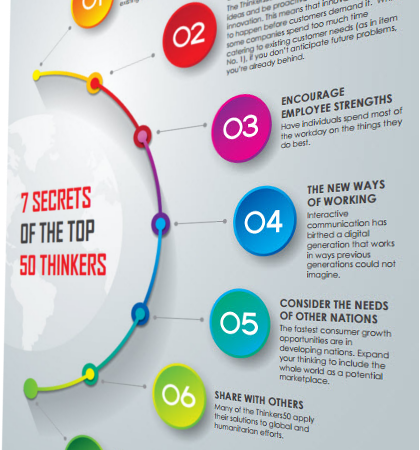 01
02
The Thinkers
ideas and be proactive
innovation. This means that innov
to happen before customers demand it.
some companies spend too much time
catering to existing customer needs (as in item
No. 1), if you don't anticipate future problems,
you're already behind.
03
ENCOURAGE
EMPLOYEE STRENGTHS
Have individuals spend most of
the workday on the things they
do best.
7 SECRETS
OF THE TOP
50 THINKERS
04
THE NEW WAYS
OF WORKING
Interactive
communication has
birthed a digital
generation that works
in ways previous
generations could not
imagine.
05
CONSIDER THE NEEDS
OF OTHER NATIONS
The fastest consumer growth
opportunities are in
developing nations. Expand
your thinking to include the
whole world as a potential
marketplace.
06
SHARE WITH OTHERS
Many of the Thinkers50 apply
their solutions to global and
humanitarian efforts.